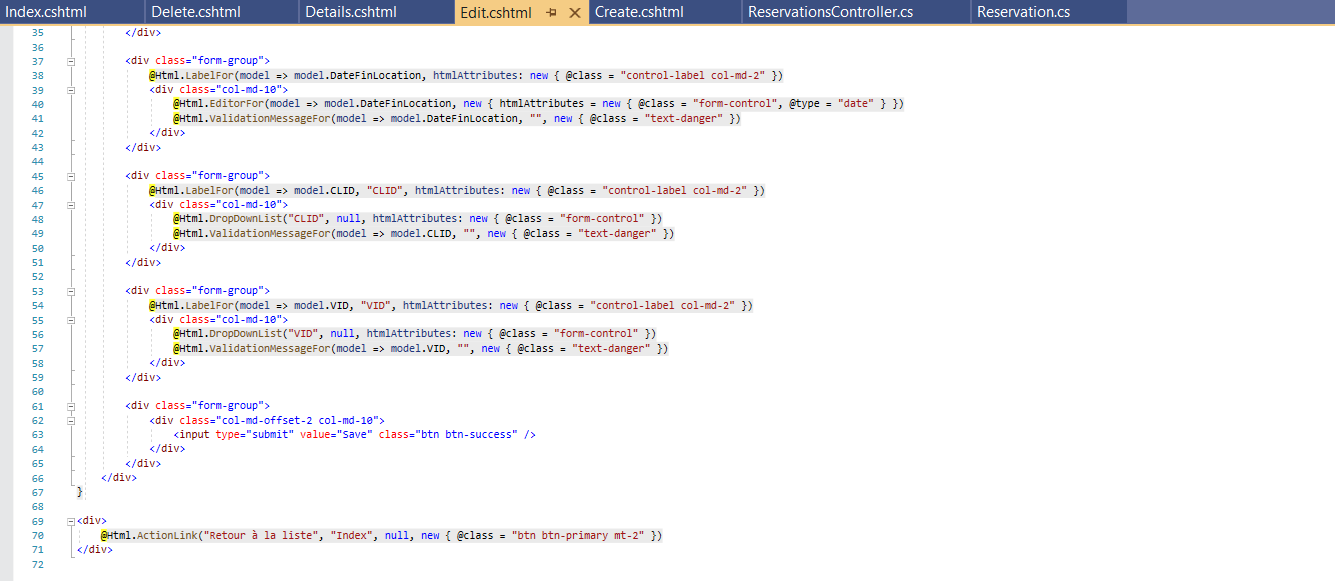 Index.cshtml Delete.cshtml Details.cshtml Edit.cshtml Create.cshtml ReservationsController.cs Reservation.cs
35 </div>
36
37 <div class="form-group">
38 @Html.LabelFor(model => model.DateFinLocation, htmlAttributes: new { @class = "control-label col-md-2" })
39 <div class="col-md-10">
40 @Html.EditorFor(model => model.DateFinLocation, new { htmlAttributes = new { @class = "form-control", @type = "date" } })
41 @Html.ValidationMessageFor(model => model.DateFinLocation, "", new { @class = "text-danger" })
42 </div>
43 </div>
44
45 <div class="form-group">
46 @Html.LabelFor(model => model.CLID, "CLID", htmlAttributes: new { @class = "control-label col-md-2" })
47 <div class="col-md-10">
48 @Html.DropDownList("CLID", null, htmlAttributes: new { @class = "form-control" })
49 @Html.ValidationMessageFor(model => model.CLID, "", new { @class = "text-danger" })
50 </div>
51 </div>
52
53 <div class="form-group">
54 @Html.LabelFor(model => model.VID, "VID", htmlAttributes: new { @class = "control-label col-md-2" })
55 <div class="col-md-10">
56 @Html.DropDownList("VID", null, htmlAttributes: new { @class = "form-control" })
57 @Html.ValidationMessageFor(model => model.VID, "", new { @class = "text-danger" })
58 </div>
59 </div>
60
61 <div class="form-group">
62 <div class="col-md-offset-2 col-md-10">
63 <input type="submit" value="Save" class="btn btn-success" />
64 </div>
65 </div>
66 </div>
67 }
68
69 <div>
70 @Html.ActionLink("Retour à la liste", "Index", null, new { @class = "btn btn-primary mt-2" })
71 </div>
72